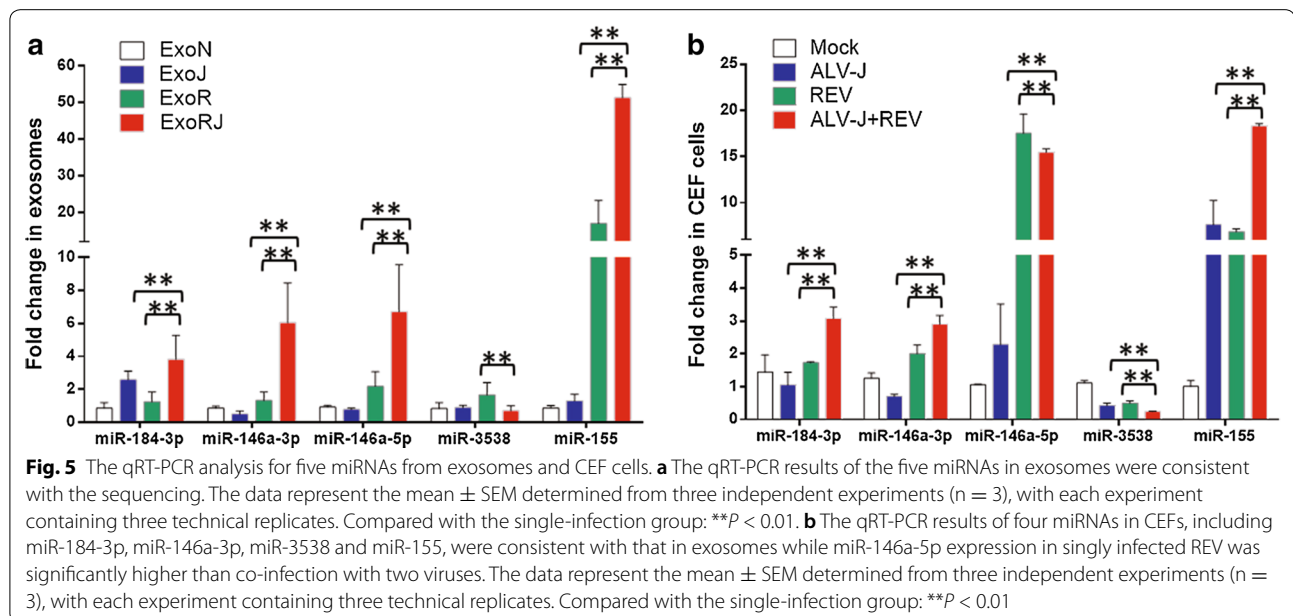 a
ExoN
ExoJ
ExoR
ExoRJ
Fold change in exosomes
60
50
40
30
20
10
8
6
4
2
0
** ** ** ** ** ** ** ** **
miR-184-3p miR-146a-3p miR-146a-5p miR-3538 miR-155
b
Mock
ALV-J
REV
ALV-J+REV
Fold change in CEF cells
25
20
15
10
5
4
3
2
1
0
** ** ** ** ** ** ** ** ** **
miR-184-3p miR-146a-3p miR-146a-5p miR-3538 miR-155
Fig. 5 The qRT-PCR analysis for five miRNAs from exosomes and CEF cells. a The qRT-PCR results of the five miRNAs in exosomes were consistent
with the sequencing. The data represent the mean ± SEM determined from three independent experiments (n = 3), with each experiment
containing three technical replicates. Compared with the single-infection group: **P < 0.01. b The qRT-PCR results of four miRNAs in CEFs, including
miR-184-3p, miR-146a-3p, miR-3538 and miR-155, were consistent with that in exosomes while miR-146a-5p expression in singly infected REV was
significantly higher than co-infection with two viruses. The data represent the mean ± SEM determined from three independent experiments (n =
3), with each experiment containing three technical replicates. Compared with the single-infection group: **P < 0.01